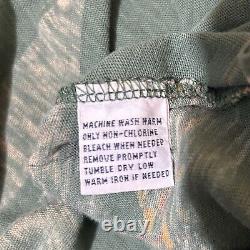 MACHINE WASH WARM
ONLY NON-CHLORINE
BLEACH WHEN NEEDED
REMOVE PROMPTLY
TUMBLE DRY LOW
WARM IRON IF NEEDED